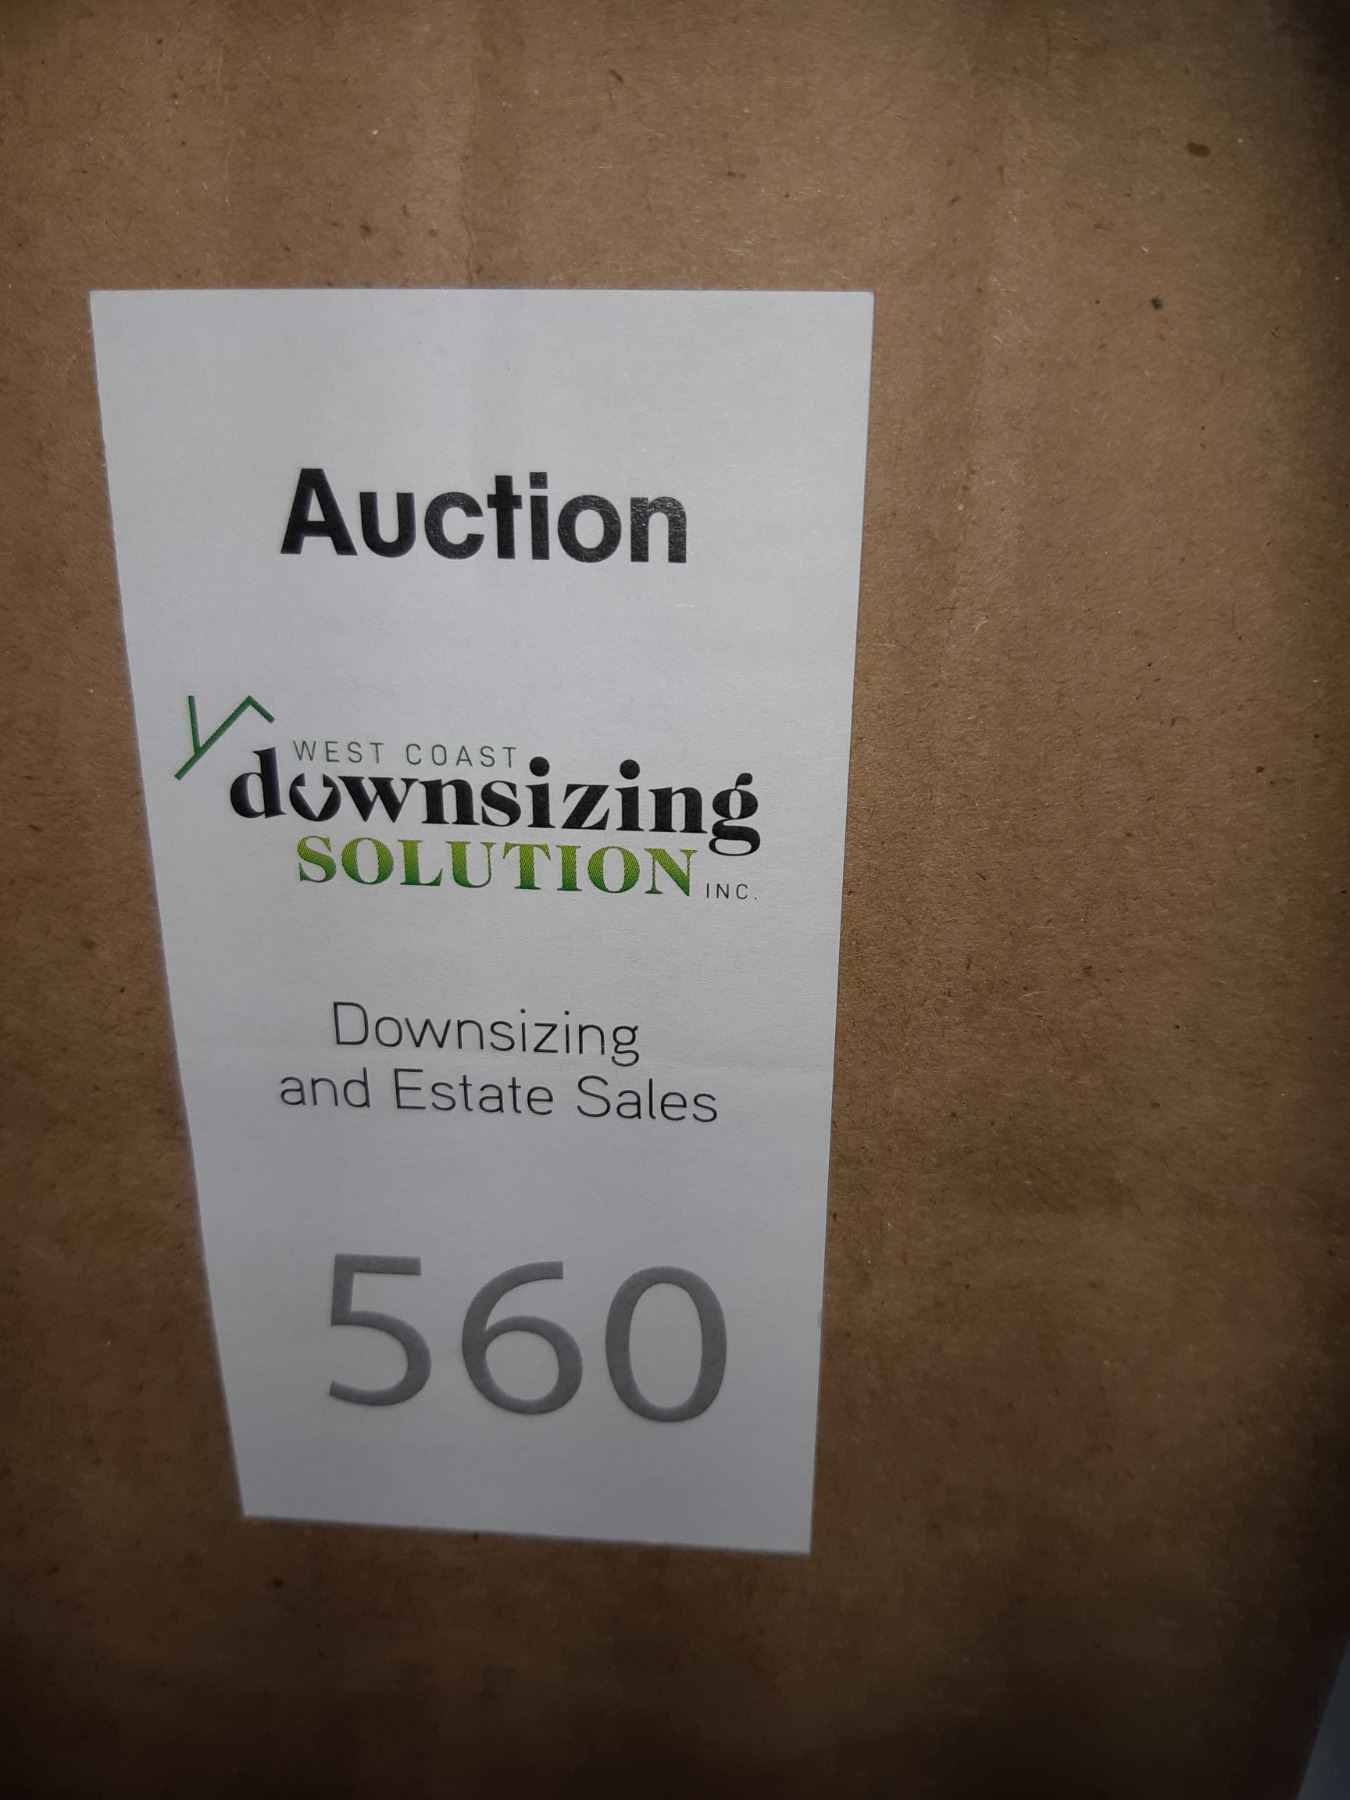 Auction
WEST COAST
downsizing
SOLUTION INC.
Downsizing
and Estate Sales
560